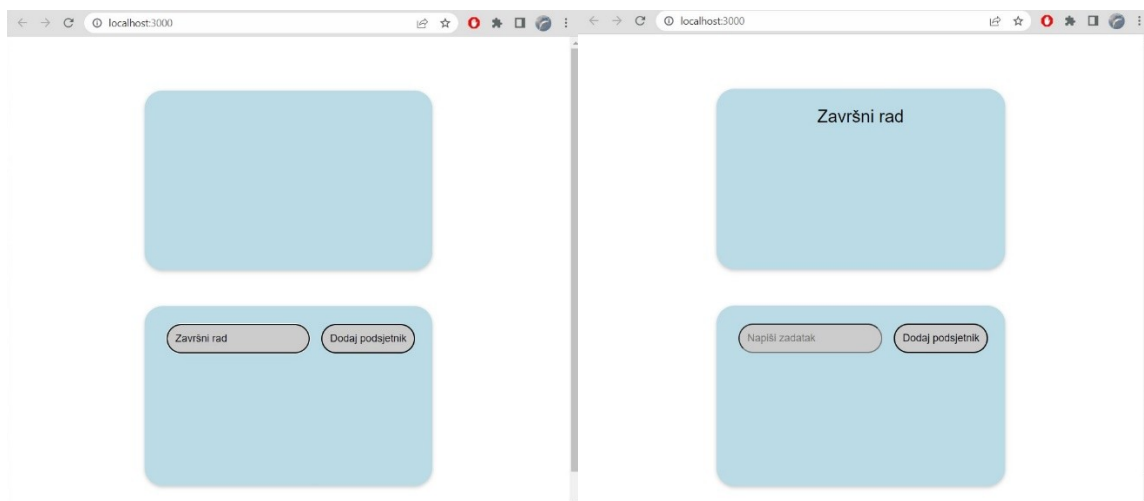 localhost:3000
Završni rad
Dodaj podsjetnik
localhost:3000
Završni rad
Napiši zadatak
Dodaj podsjetnik